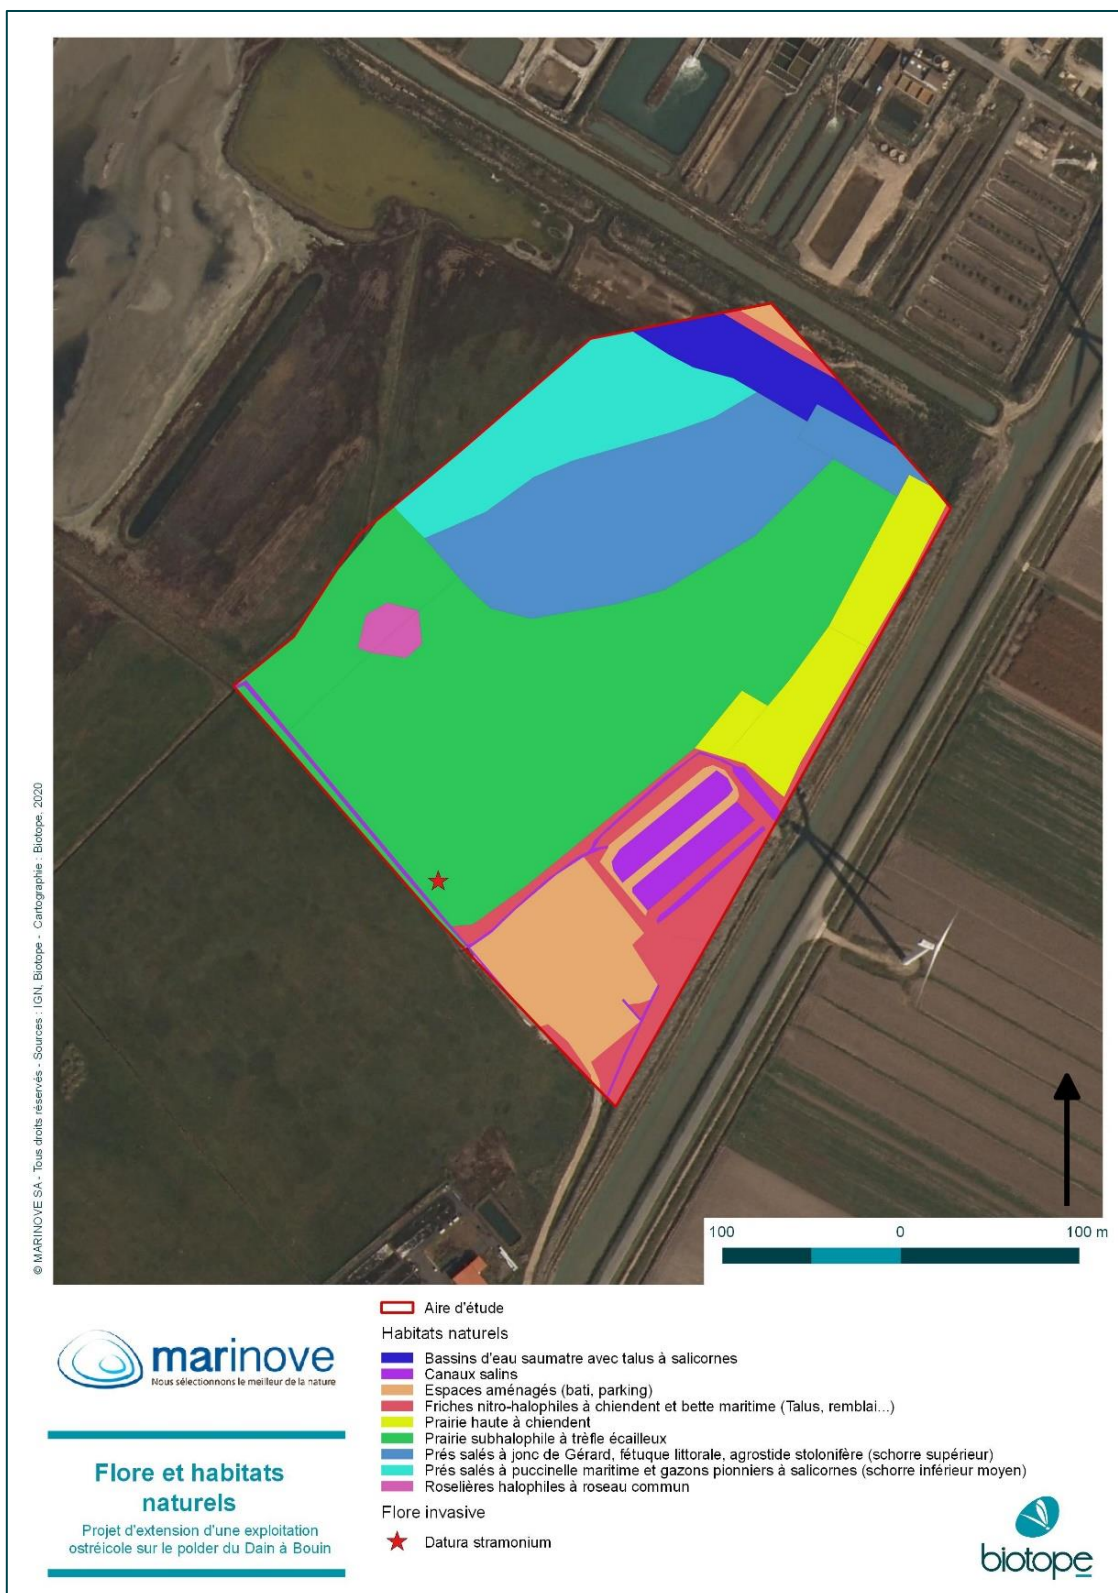 © MARINOVE SA - Tous droits réservés - Sources : IGN, Biotope - Cartographie : Biotope, 2020
100 0 100 m
marinove
Nous sélectionnons le meilleur de la nature
Flore et habitats
naturels
Projet d'extension d'une exploitation
ostréicole sur le polder du Dain à Bouin
Aire d'étude
Habitats naturels
Bassins d'eau saumatre avec talus à salicornes
Canaux salins
Espaces aménagés (bati, parking)
Friches nitro-halophiles à chiendent et bette maritime (Talus, remblai...)
Prairie haute à chiendent
Prairie subhalophile à trèfle écailleux
Prés salés à jonc de Gérard, fétuque littorale, agrostide stolonifère (schorre supérieur)
Prés salés à puccinelle maritime et gazons pionniers à salicornes (schorre inférieur moyen)
Roselières halophiles à roseau commun
Flore invasive
Datura stramonium
biotope